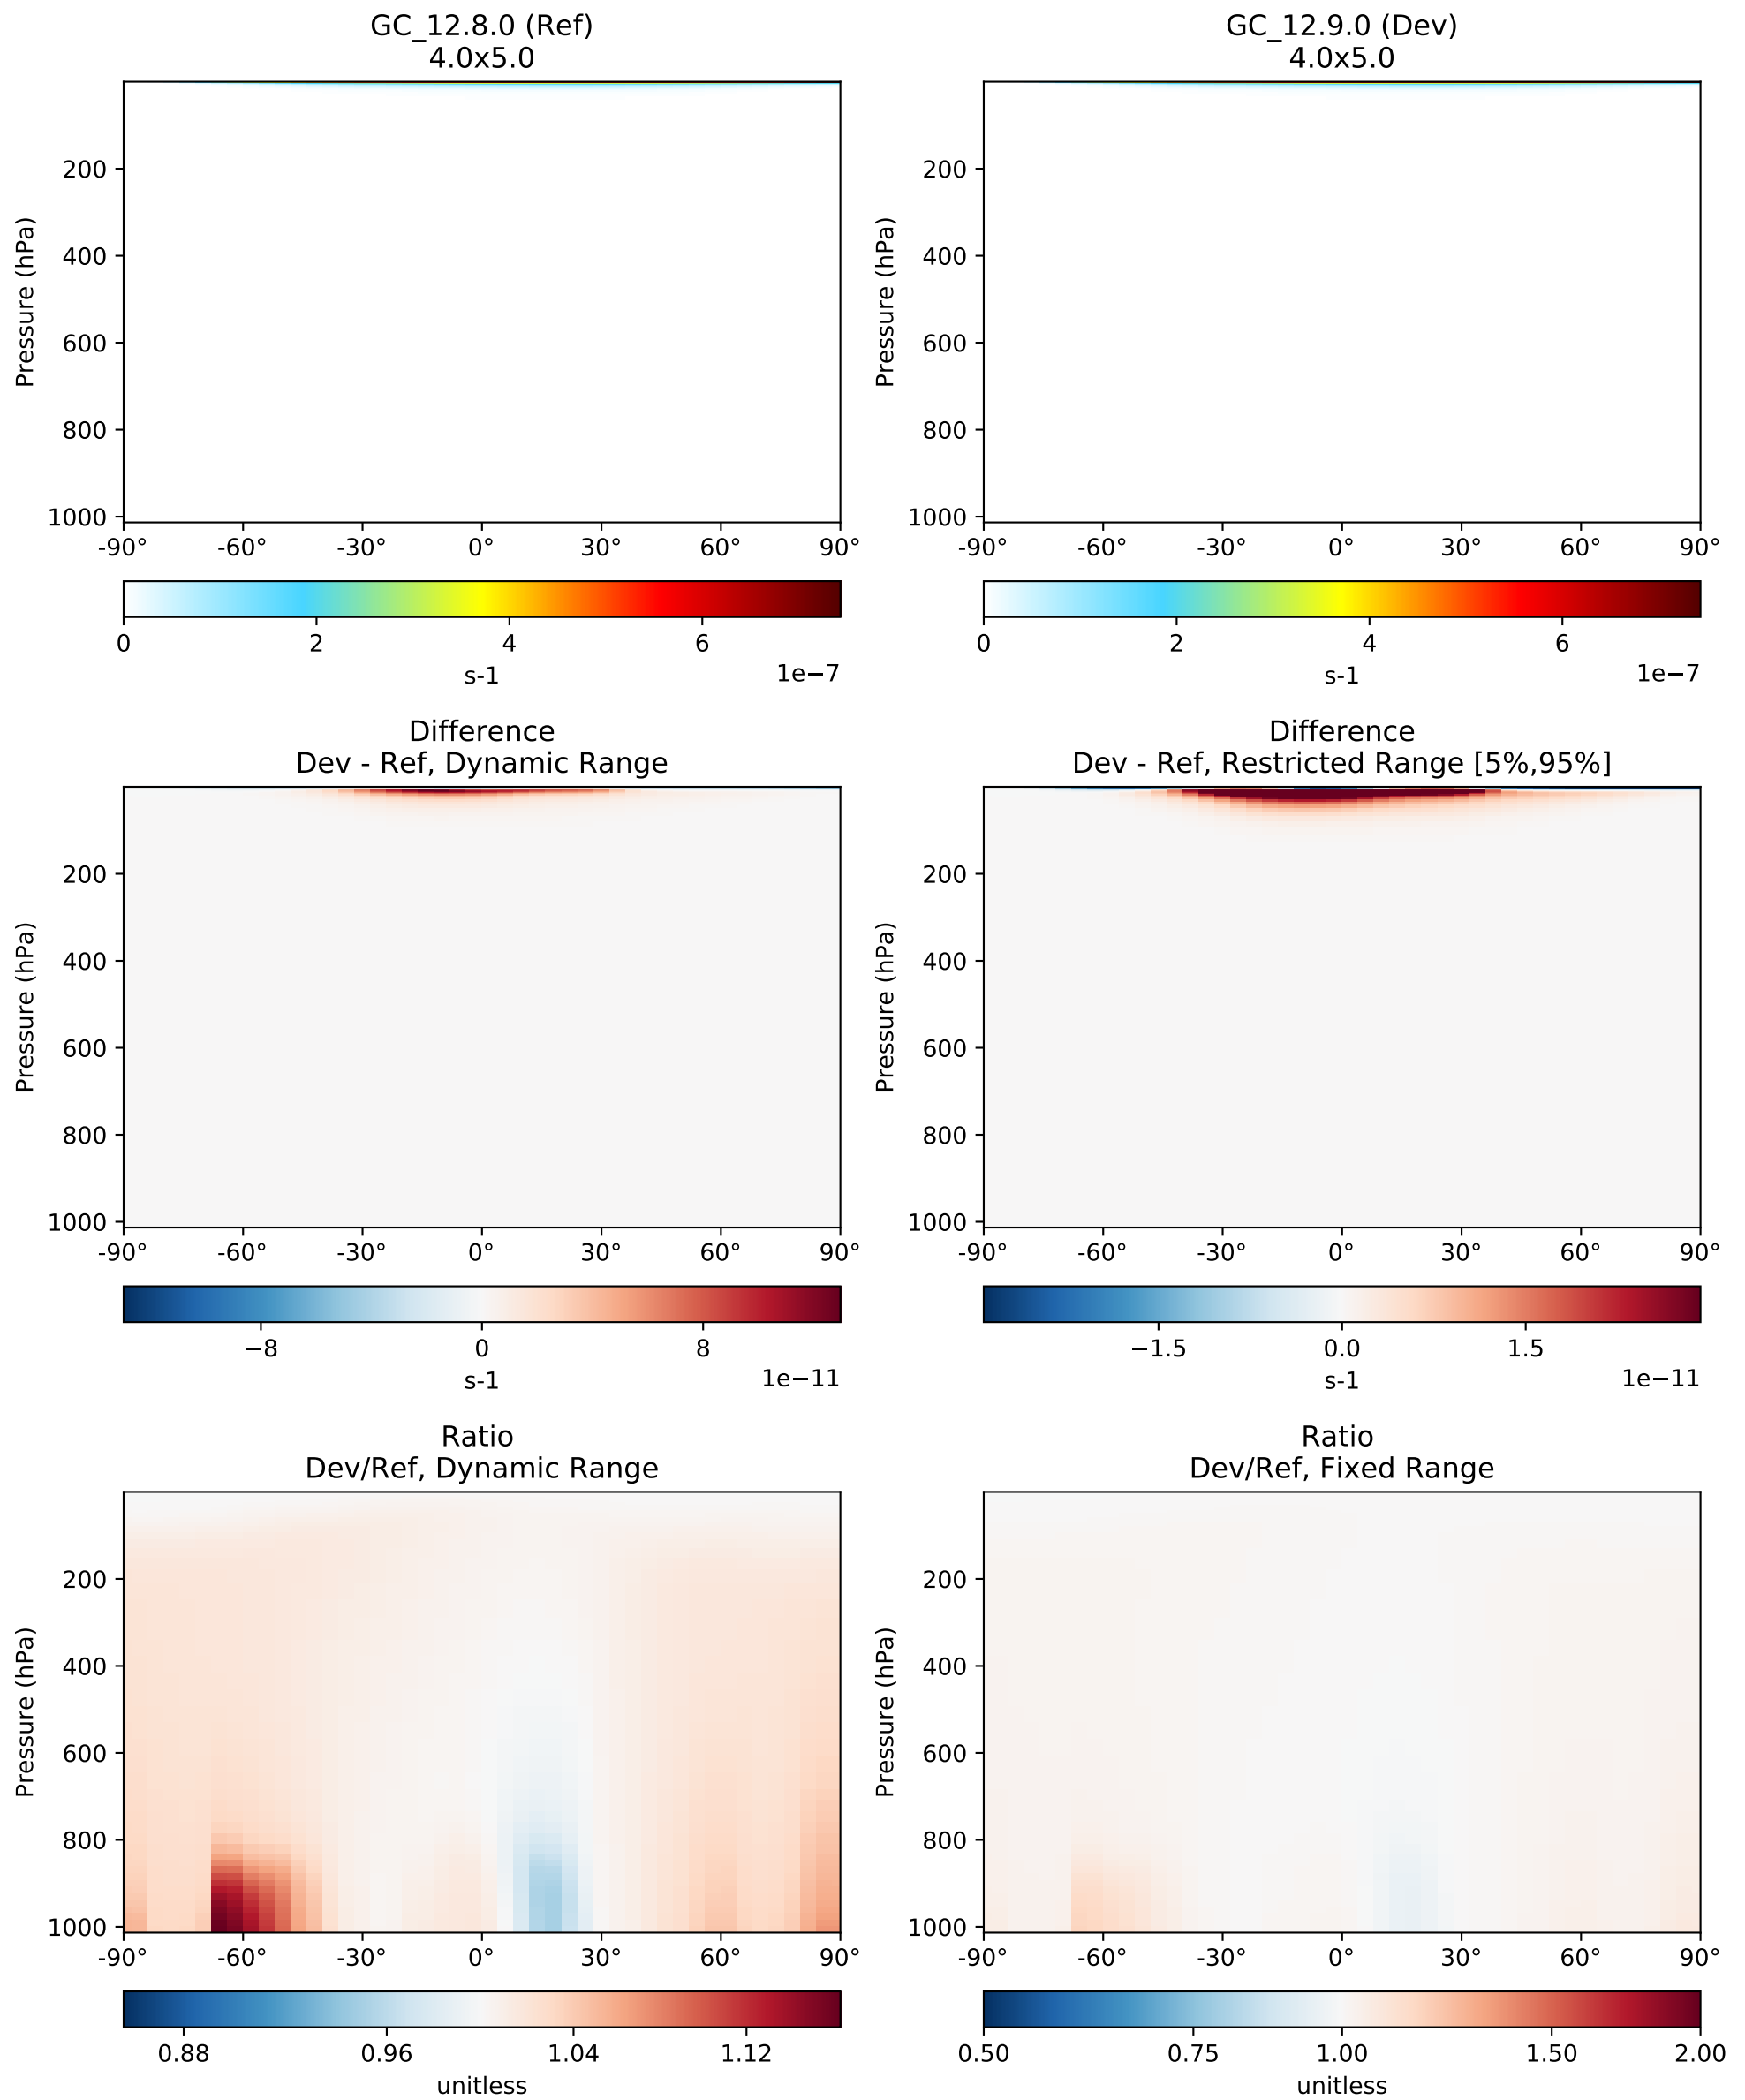 GC_12.8.0 (Ref)
4.0x5.0
Pressure (hPa)
200
400
600
800
1000
-90° -60° -30° 0° 30° 60° 90°
0 2 4 6
s-1 1e−7
GC_12.9.0 (Dev)
4.0x5.0
Pressure (hPa)
200
400
600
800
1000
-90° -60° -30° 0° 30° 60° 90°
0 2 4 6
s-1 1e−7
Difference
Dev - Ref, Dynamic Range
Pressure (hPa)
200
400
600
800
1000
-90° -60° -30° 0° 30° 60° 90°
−8 0 8
s-1 1e−11
Difference
Dev - Ref, Restricted Range [5%,95%]
Pressure (hPa)
200
400
600
800
1000
-90° -60° -30° 0° 30° 60° 90°
−1.5 0.0 1.5
s-1 1e−11
Ratio
Dev/Ref, Dynamic Range
Pressure (hPa)
200
400
600
800
1000
-90° -60° -30° 0° 30° 60° 90°
0.88 0.96 1.04 1.12
unitless
Ratio
Dev/Ref, Fixed Range
Pressure (hPa)
200
400
600
800
1000
-90° -60° -30° 0° 30° 60° 90°
0.50 0.75 1.00 1.50 2.00
unitless